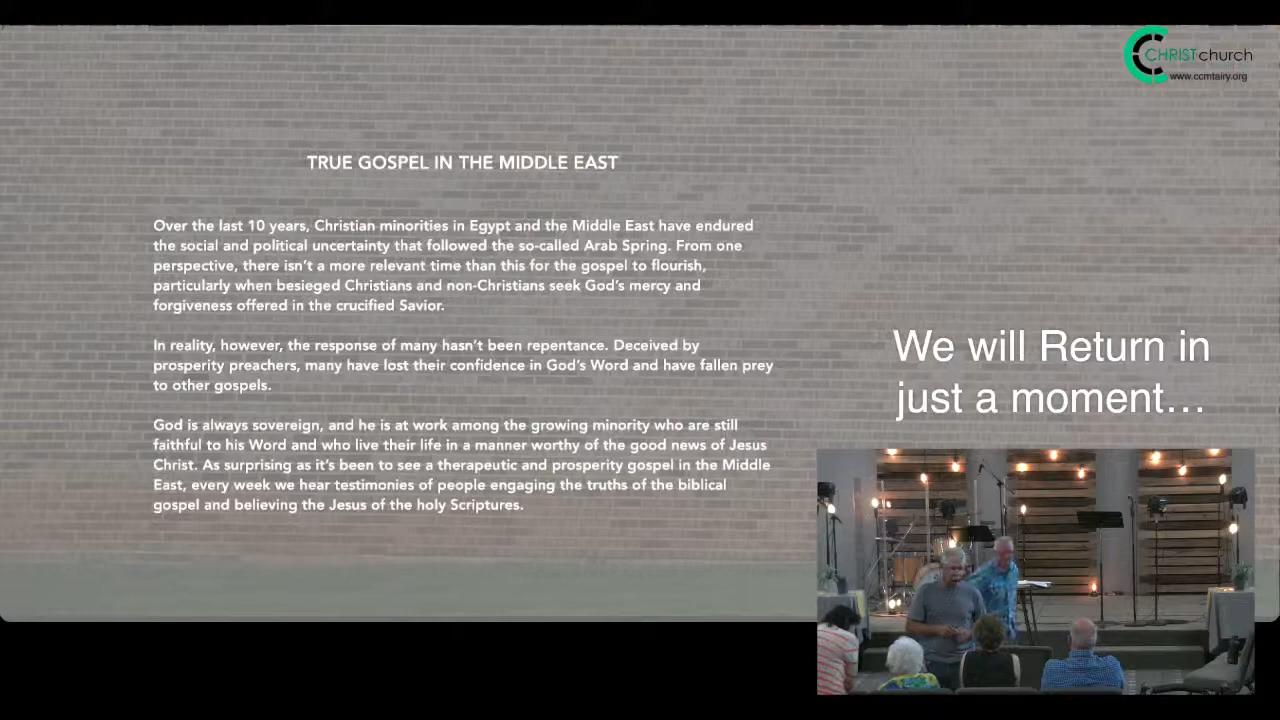 CHRISTchurch
www.ccmtairy.org
TRUE GOSPEL IN THE MIDDLE EAST
Over the last 10 years, Christian minorities in Egypt and the Middle East have endured
the social and political uncertainty that followed the so-called Arab Spring. From one
perspective, there isn't a more relevant time than this for the gospel to flourish,
particularly when besieged Christians and non-Christians seek God's mercy and
forgiveness offered in the crucified Savior.
In reality, however, the response of many hasn't been repentance. Deceived by
prosperity preachers, many have lost their confidence in God's Word and have fallen prey
to other gospels.
God is always sovereign, and he is at work among the growing minority who are still
faithful to his Word and who live their life in a manner worthy of the good news of Jesus
Christ. As surprising as it's been to see a therapeutic and prosperity gospel in the Middle
East, every week we hear testimonies of people engaging the truths of the biblical
gospel and believing the Jesus of the holy Scriptures.
We will Return in
just a moment…